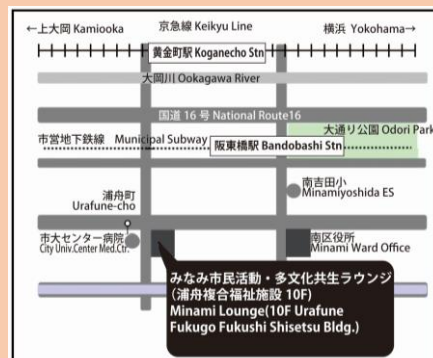 ←上大岡 Kamiooka
京急線 Keikyu Line
横浜 Yokohama→
黄金町駅 Koganecho Stn
大岡川 Ookagawa River
国道 16 号 National Route16
大通り公園 Odori Park
市営地下鉄線 Municipal Subway
阪東橋駅 Bandobashi Stn
南吉田小
Minamiyoshida ES
浦舟町
Urafune-cho
市大センター病院
City Univ.Center Med.Ctr.
南区役所
Minami Ward Office
みなみ市民活動・多文化共生ラウンジ
(浦舟複合福祉施設 10F)
Minami Lounge(10F Urafune
Fukugo Fukushi Shisetsu Bldg.)